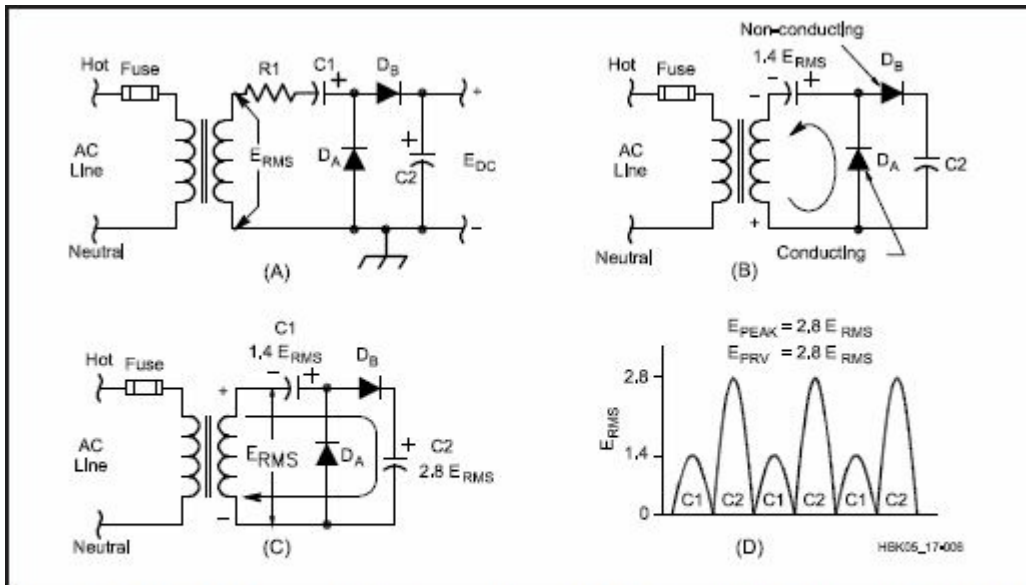 Hot
Fuse
AC
Line
Neutral
R1
C1
+
DB
+
ERMS
DA
+
C2
EDC
−
(A)
Non-conducting
Hot
Fuse
1.4 ERMS
− +
DB
−
AC
Line
DA
C2
+
Neutral
Conducting
(B)
C1
1.4 ERMS
Hot
Fuse
− +
DB
+
AC
Line
ERMS
DA
+
C2
2.8 ERMS
−
Neutral
(C)
EPEAK = 2.8 ERMS
EPRV = 2.8 ERMS
2.8
ERMS
1.4
0
C1 C2 C1 C2 C1 C2
(D)
HBK05_17-006